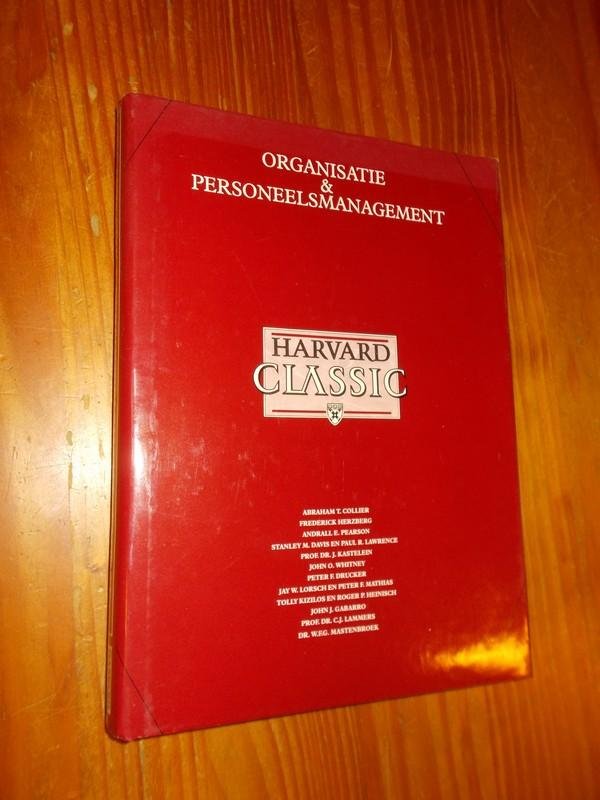 ORGANISATIE
&
PERSONEELSMANAGEMENT
HARVARD
CLASSIC
ABRAHAM T. COLLIER
FREDERICK HERZBERG
ANDRALL E. PEARSON
STANLEY M. DAVIS EN PAUL R. LAWRENCE
PROF. DR. J. KASTELEIN
JOHN O. WHITNEY
PETER F. DRUCKER
JAY W. LORSCH EN PETER F. MATHIAS
TOLLY KIZILOS EN ROGER P. HEINISCH
JOHN J. GABARRO
PROF. DR. C.J. LAMMERS
DR. W.F.G. MASTENBROEK